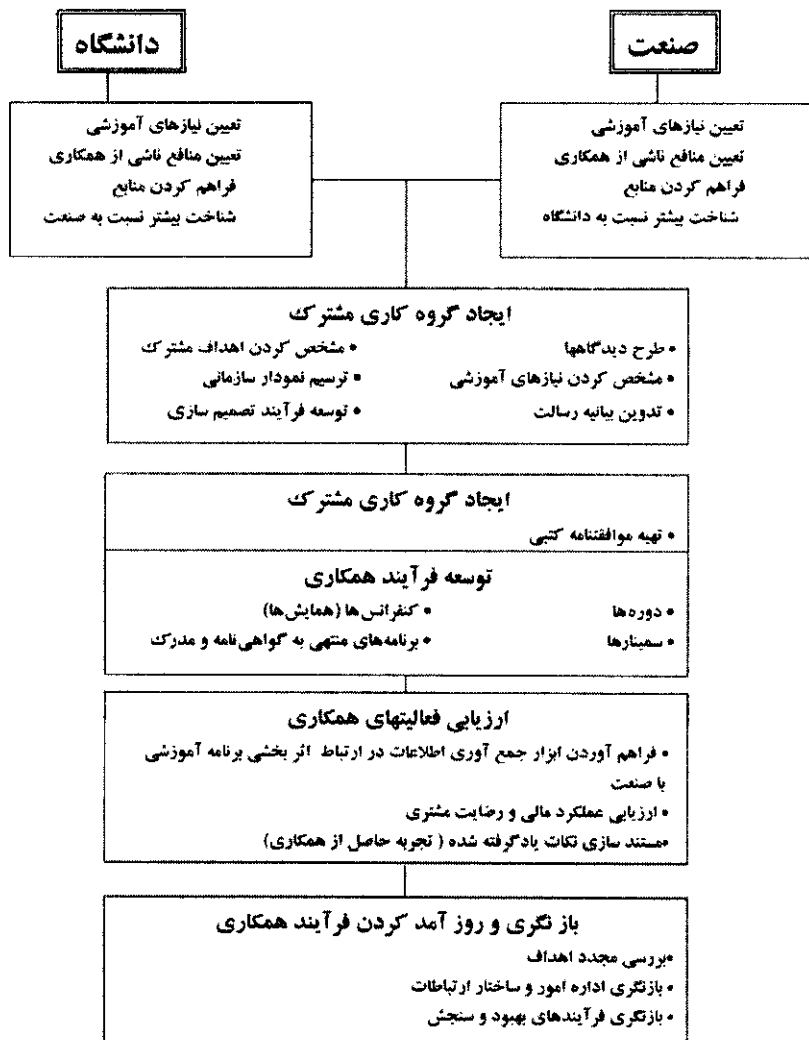 صنعت
تعیین نیازهای آموزشی
تعیین منافع ناشی از همکاری
فراهم کردن منابع
شناخت بیشتر نسبت به دانشگاه
دانشگاه
تعیین نیازهای آموزشی
تعیین منافع ناشی از همکاری
فراهم کردن منابع
شناخت بیشتر نسبت به صنعت
ایجاد گروه کاری مشترک
• طرح دیدگاهها
• مشخص کردن نیازهای آموزشی
• تدوین بیانیه رسالت
• مشخص کردن اهداف مشترک
• ترسیم نمودار سازمانی
• توسعه فرآیند تصمیم سازی
ایجاد گروه کاری مشترک
• تهیه موافقتنامه کتبی
توسعه فرآیند همکاری
• دوره‌ها
• سمینارها
• کنفرانس‌ها (همایش‌ها)
• برنامه‌های منتهی به گواهی‌نامه و مدرک
ارزیابی فعالیتهای همکاری
• فراهم آوردن ابزار جمع آوری اطلاعات در ارتباط اثر بخشی برنامه آموزشی
با صنعت
• ارزیابی عملکرد مالی و رضایت مشتری
•مستند سازی نکات یادگرفته شده ( تجربه حاصل از همکاری)
باز نگری و روز آمد کردن فرآیند همکاری
•بررسی مجدد اهداف
• بازنگری اداره امور و ساختار ارتباطات
• بازنگری فرآیندهای بهبود و سنجش